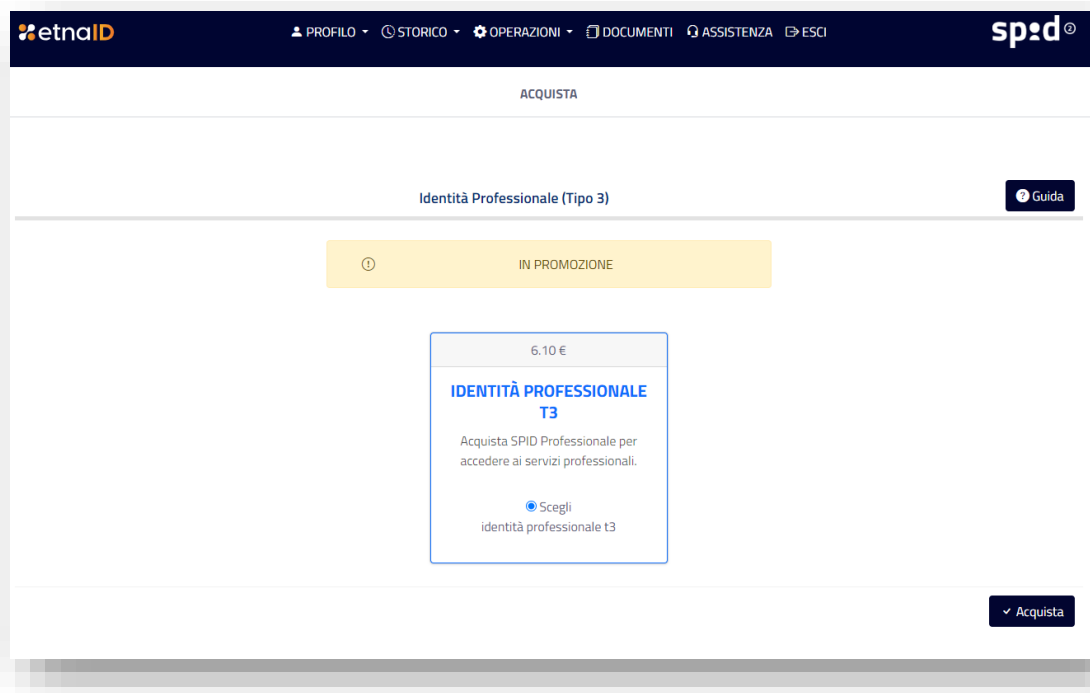 etnaID
PROFILO STORICO OPERAZIONI DOCUMENTI ASSISTENZA ESCI
spid 2
ACQUISTA
Identità Professionale (Tipo 3)
? Guida
IN PROMOZIONE
6.10 €
IDENTITÀ PROFESSIONALE
T3
Acquista SPID Professionale per
accedere ai servizi professionali.
Scegli
identità professionale t3
Acquista